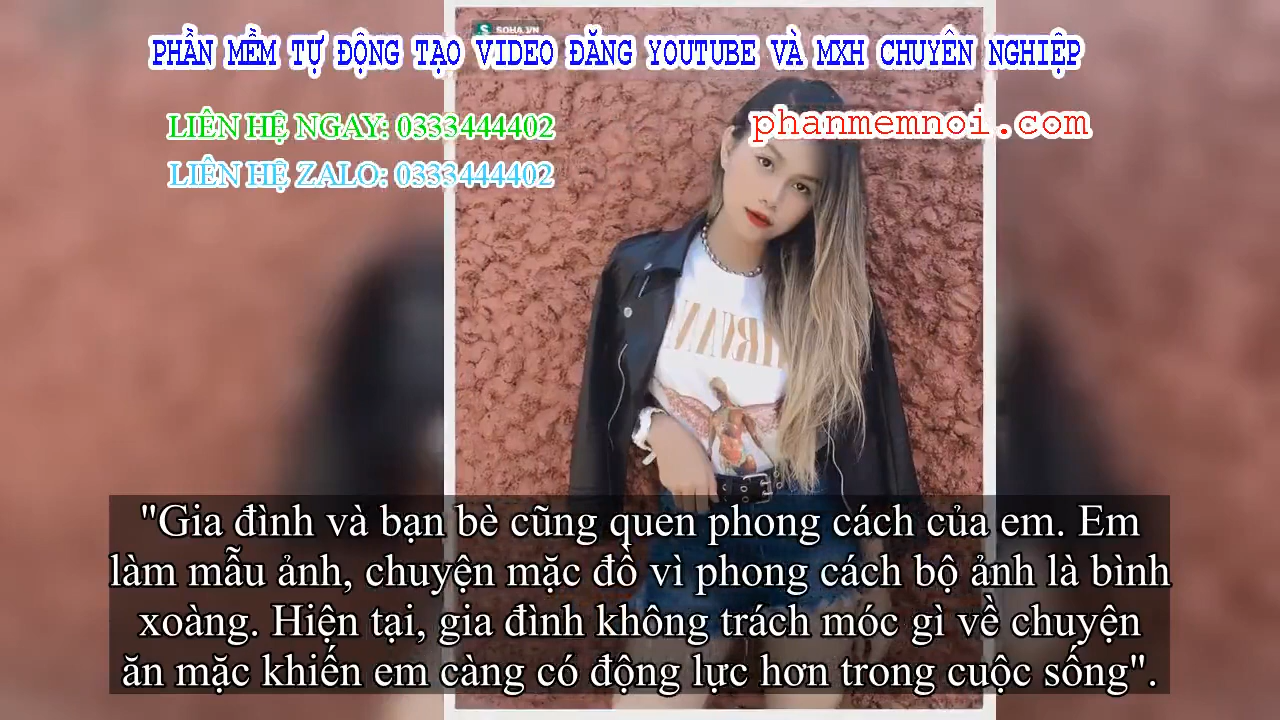 SOHA.VN
PHẦN MỀM TỰ ĐỘNG TẠO VIDEO ĐĂNG YOUTUBE VÀ MXH CHUYÊN NGHIỆP
LIÊN HỆ NGAY: 0333444402
phanmemnoi.com
LIÊN HỆ ZALO: 0333444402
"Gia đình và bạn bè cũng quen phong cách của em. Em
làm mẫu ảnh, chuyện mặc đồ vì phong cách bộ ảnh là bình
xoàng. Hiện tại, gia đình không trách móc gì về chuyện
ăn mặc khiến em càng có động lực hơn trong cuộc sống".